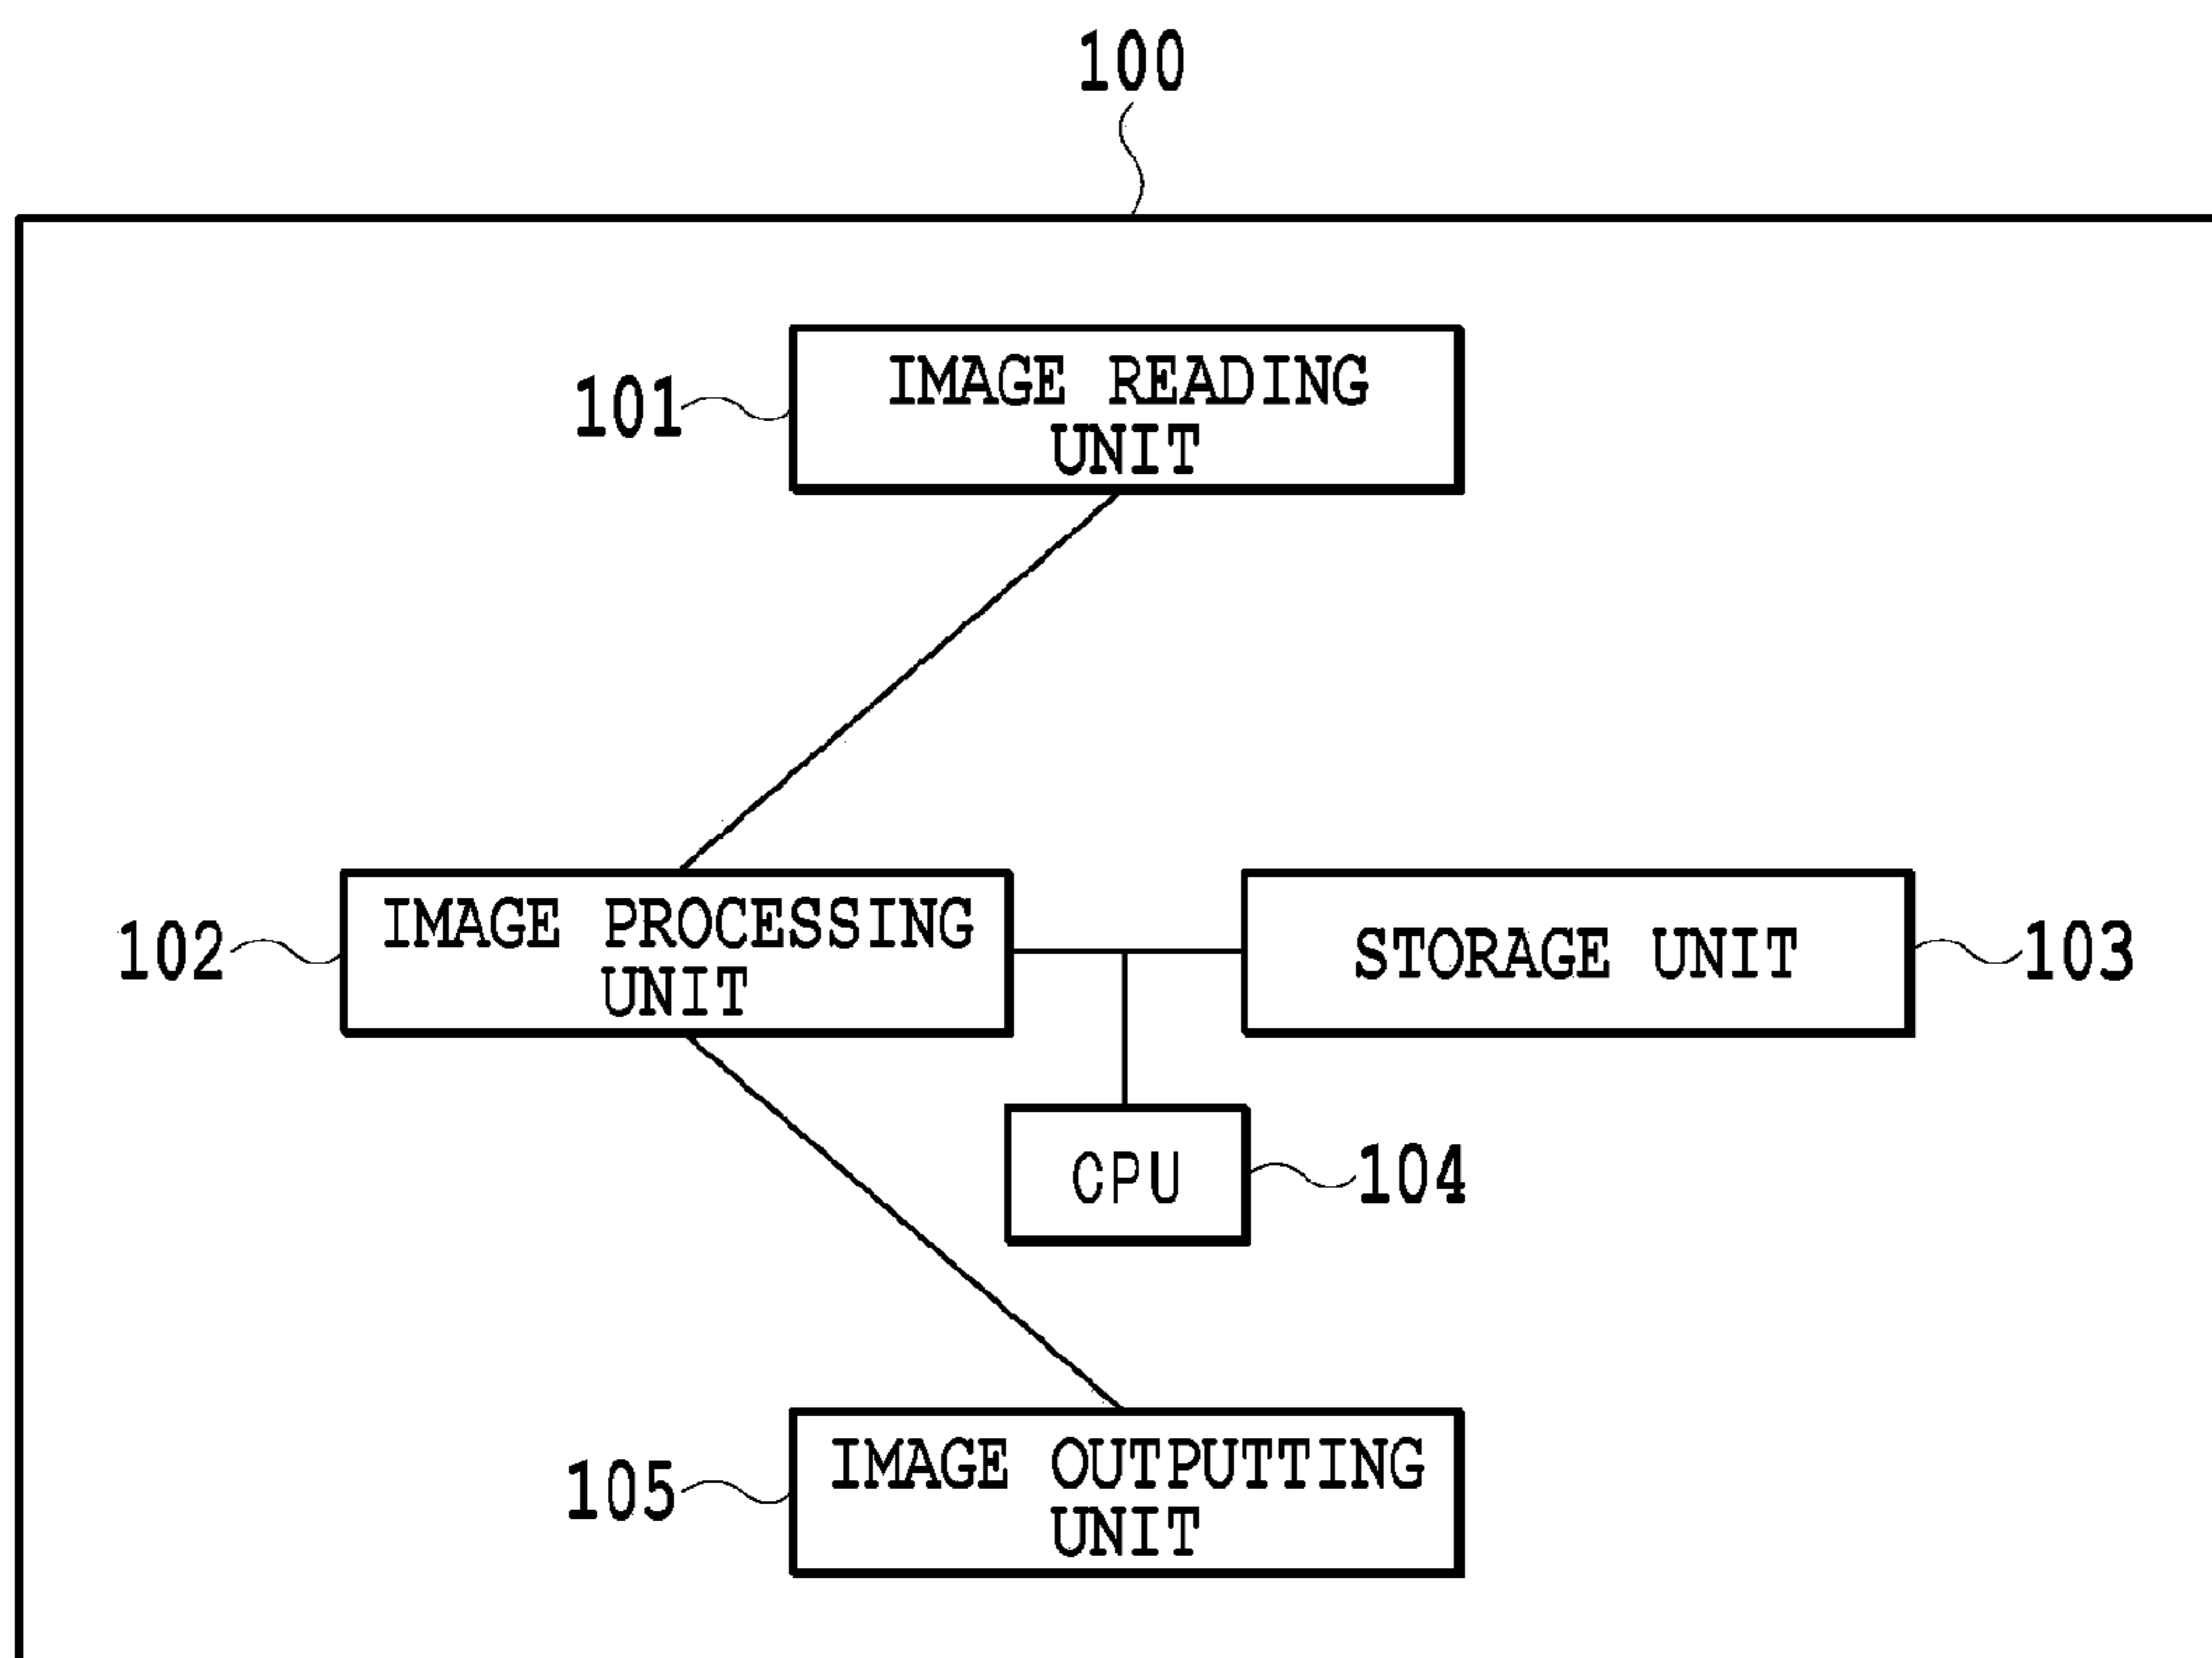 100
101
IMAGE READING
UNIT
102
IMAGE PROCESSING
UNIT
STORAGE UNIT
103
CPU
104
105
IMAGE OUTPUTTING
UNIT